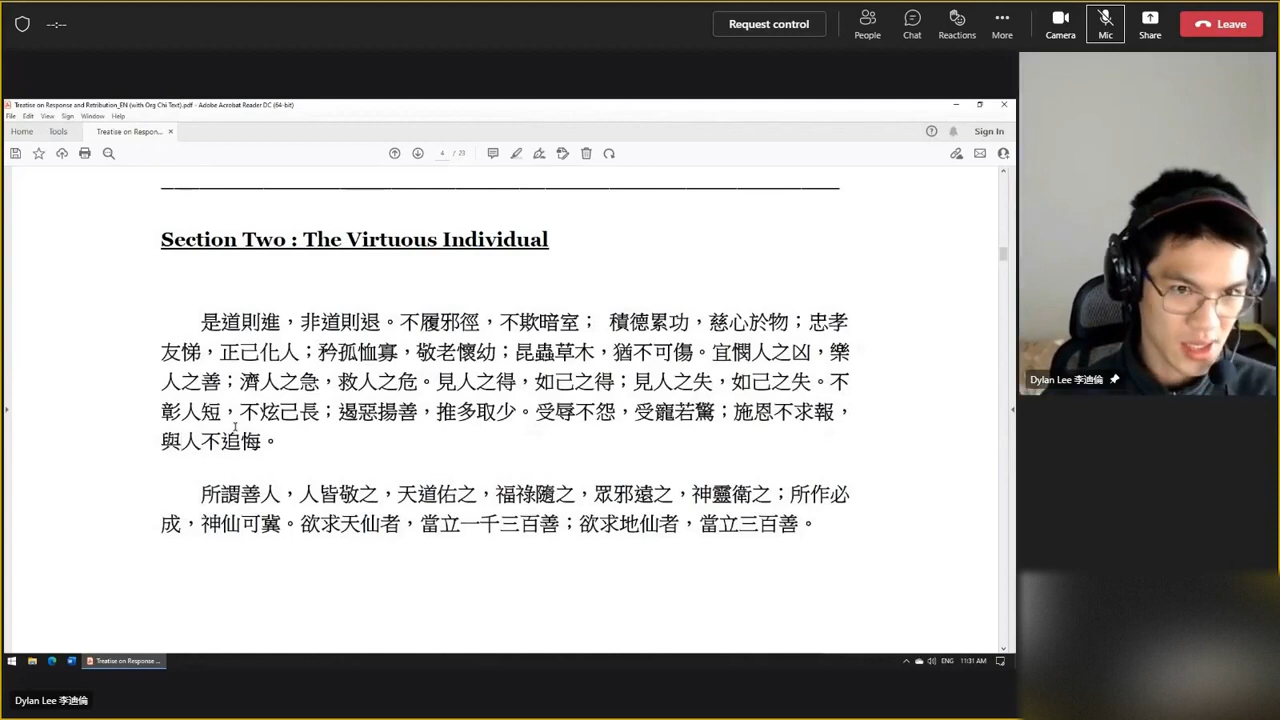 --:--
Request control
People
Chat
Reactions
More
Camera
Mic
Share
Leave
Treatise on Response and Retribution_EN (with Org Chi Text).pdf - Adobe Acrobat Reader DC (64-bit)
File Edit View Sign Window Help
Home Tools Treatise on Respon... × Sign In
4 / 23
Section Two : The Virtuous Individual
是道則進，非道則退。不履邪徑，不欺暗室； 積德累功，慈心於物；忠孝
友悌，正己化人；矜孤恤寡，敬老懷幼；昆蟲草木，猶不可傷。宜憫人之凶，樂
人之善；濟人之急，救人之危。見人之得，如己之得；見人之失，如己之失。不
彰人短，不炫己長；遏惡揚善，推多取少。受辱不怨，受寵若驚；施恩不求報，
與人不追悔。
所謂善人，人皆敬之，天道佑之，福祿隨之，眾邪遠之，神靈衛之；所作必
成，神仙可冀。欲求天仙者，當立一千三百善；欲求地仙者，當立三百善。
Dylan Lee 李迪倫
Treatise on Response ...
ENG 11:31 AM
Dylan Lee 李迪倫